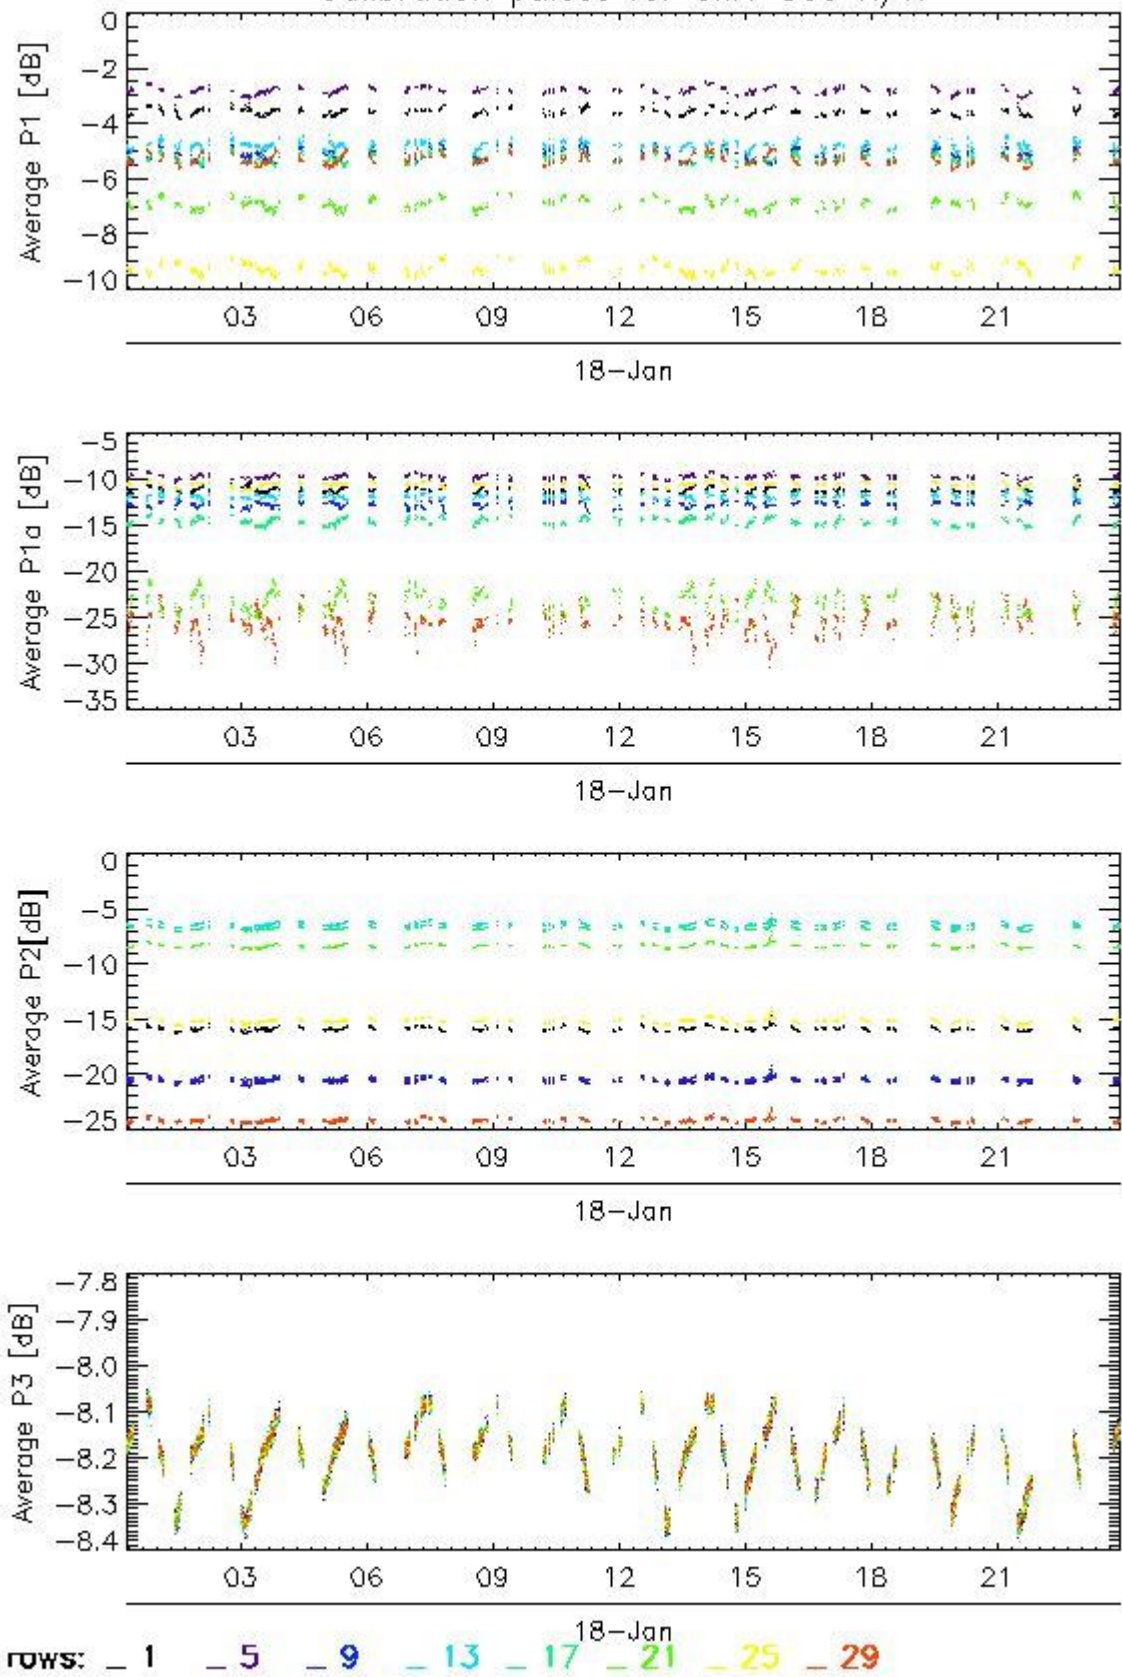 0
-2
-4
-6
-8
-10
Average P1 [dB]
03 06 09 12 15 18 21
18-Jan
-5
-10
-15
-20
-25
-30
-35
Average P1a [dB]
03 06 09 12 15 18 21
18-Jan
0
-5
-10
-15
-20
-25
Average P2[dB]
03 06 09 12 15 18 21
18-Jan
-7.8
-7.9
-8.0
-8.1
-8.2
-8.3
-8.4
Average P3 [dB]
03 06 09 12 15 18 21
18-Jan
rows: _ 1 _ 5 _ 9 _ 13 _ 17 _ 21 _ 25 _ 29